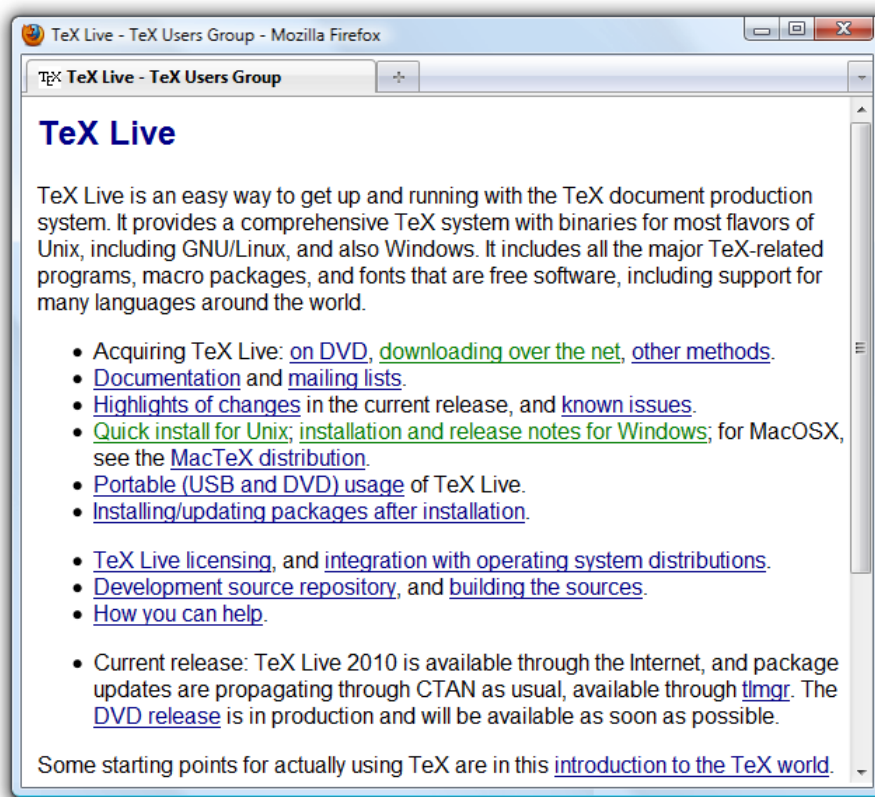 TeX Live - TeX Users Group - Mozilla Firefox
TeX TeX Live - TeX Users Group
TeX Live
TeX Live is an easy way to get up and running with the TeX document production
system. It provides a comprehensive TeX system with binaries for most flavors of
Unix, including GNU/Linux, and also Windows. It includes all the major TeX-related
programs, macro packages, and fonts that are free software, including support for
many languages around the world.
• Acquiring TeX Live: on DVD, downloading over the net, other methods.
• Documentation and mailing lists.
• Highlights of changes in the current release, and known issues.
• Quick install for Unix; installation and release notes for Windows; for MacOSX,
see the MacTeX distribution.
• Portable (USB and DVD) usage of TeX Live.
• Installing/updating packages after installation.
• TeX Live licensing, and integration with operating system distributions.
• Development source repository, and building the sources.
• How you can help.
• Current release: TeX Live 2010 is available through the Internet, and package
updates are propagating through CTAN as usual, available through tlmgr. The
DVD release is in production and will be available as soon as possible.
Some starting points for actually using TeX are in this introduction to the TeX world.